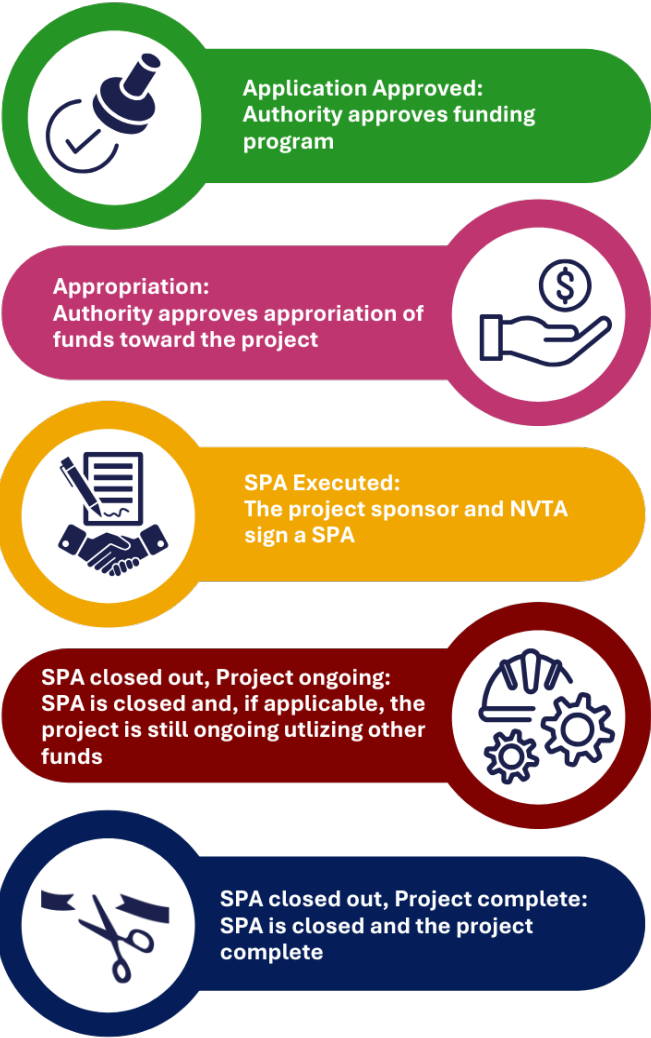 Application Approved:
Authority approves funding
program
Appropriation:
Authority approves approriation of
funds toward the project
$
SPA Executed:
The project sponsor and NVTA
sign a SPA
SPA closed out, Project ongoing:
SPA is closed and, if applicable, the
project is still ongoing utlizing other
funds
SPA closed out, Project complete:
SPA is closed and the project
complete